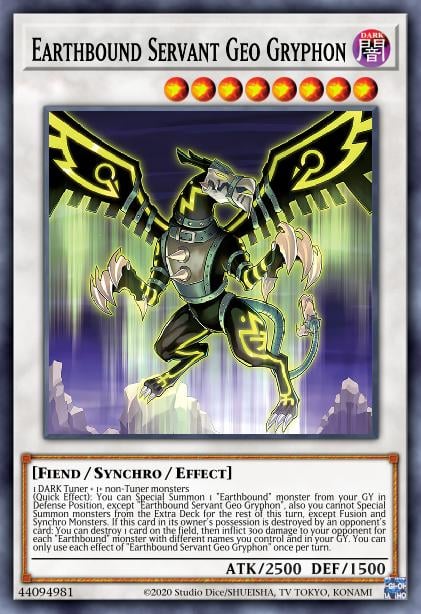 EARTHBOUND SERVANT GEO GRYPHON
DARK
闇
[FIEND / SYNCHRO / EFFECT]
1 DARK Tuner + 1+ non-Tuner monsters
(Quick Effect): You can Special Summon 1 "Earthbound" monster from your GY in
Defense Position, except "Earthbound Servant Geo Gryphon", also you cannot Special
Summon monsters from the Extra Deck for the rest of this turn, except Fusion and
Synchro Monsters. If this card in its owner's possession is destroyed by an opponent's
card: You can destroy 1 card on the field, then inflict 300 damage to your opponent for
each "Earthbound" monster with different names you control and in your GY. You can
only use each effect of "Earthbound Servant Geo Gryphon" once per turn.
ATK/2500 DEF/1500
44094981 ©2020 Studio Dice/SHUEISHA, TV TOKYO, KONAMI